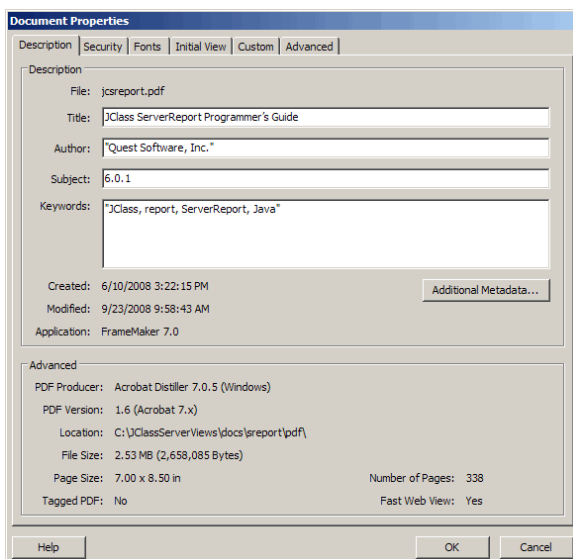 Document Properties
Description Security Fonts Initial View Custom Advanced
Description
File: jcsreport.pdf
Title: JClass ServerReport Programmer's Guide
Author: "Quest Software, Inc."
Subject: 6.0.1
Keywords: "JClass, report, ServerReport, Java"
Created: 6/10/2008 3:22:15 PM
Additional Metadata...
Modified: 9/23/2008 9:58:43 AM
Application: FrameMaker 7.0
Advanced
PDF Producer: Acrobat Distiller 7.0.5 (Windows)
PDF Version: 1.6 (Acrobat 7.x)
Location: C:\JClassServerViews\docs\sreport\pdf\
File Size: 2.53 MB (2,658,085 Bytes)
Page Size: 7.00 x 8.50 in Number of Pages: 338
Tagged PDF: No Fast Web View: Yes
Help OK Cancel